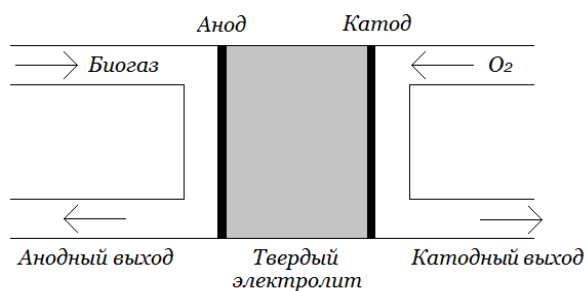 Анод
Катод
Биогаз
O₂
Анодный выход
Твердый
электролит
Катодный выход